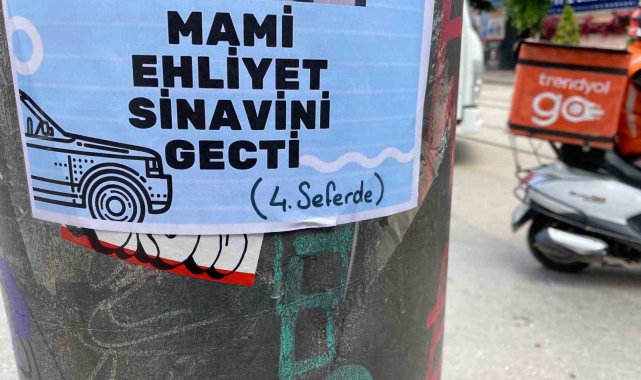 MAMİ
EHLİYET
SINAVINI
GEÇTİ
(4. Seferde)
trendyol
go